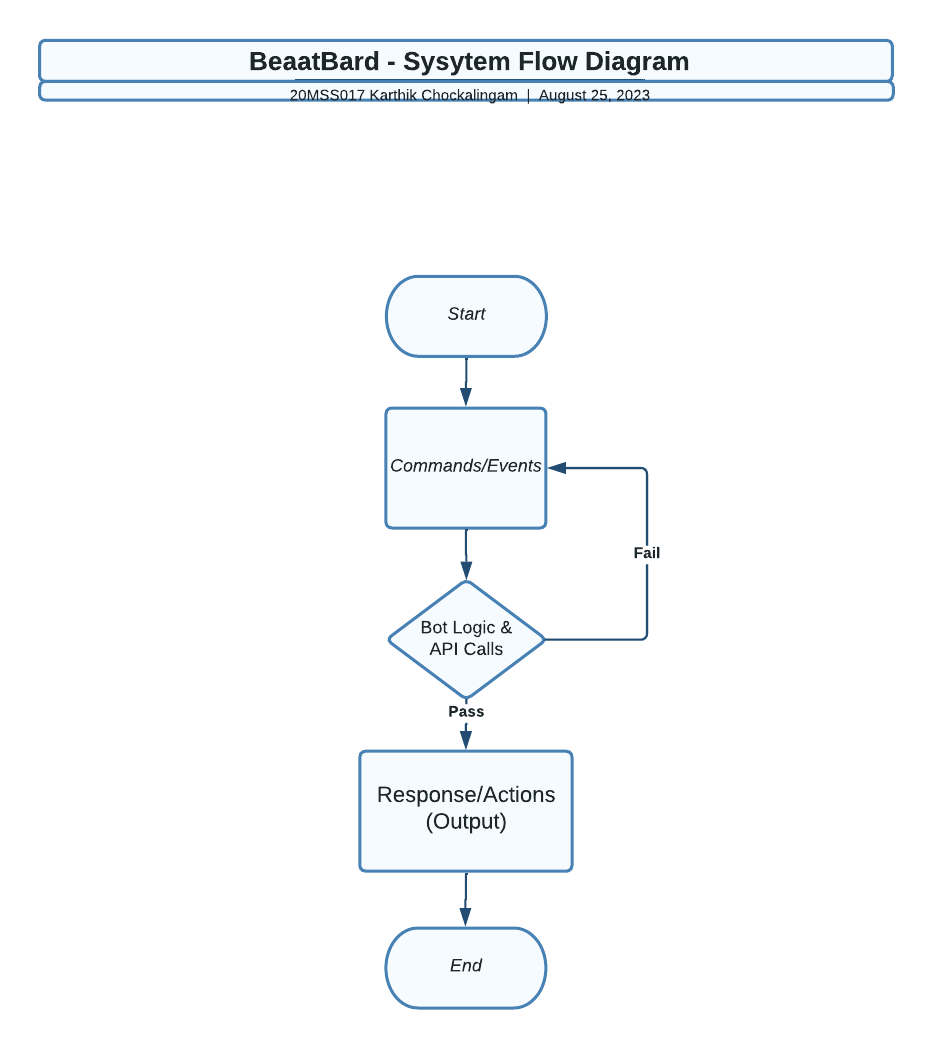 BeaatBard - Sysytem Flow Diagram
20MSS017 Karthik Chockalingam | August 25, 2023
Start
Commands/Events
Fail
Bot Logic &
API Calls
Pass
Response/Actions
(Output)
End